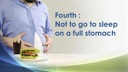 Fourth :
Not to go to sleep
on a full stomach